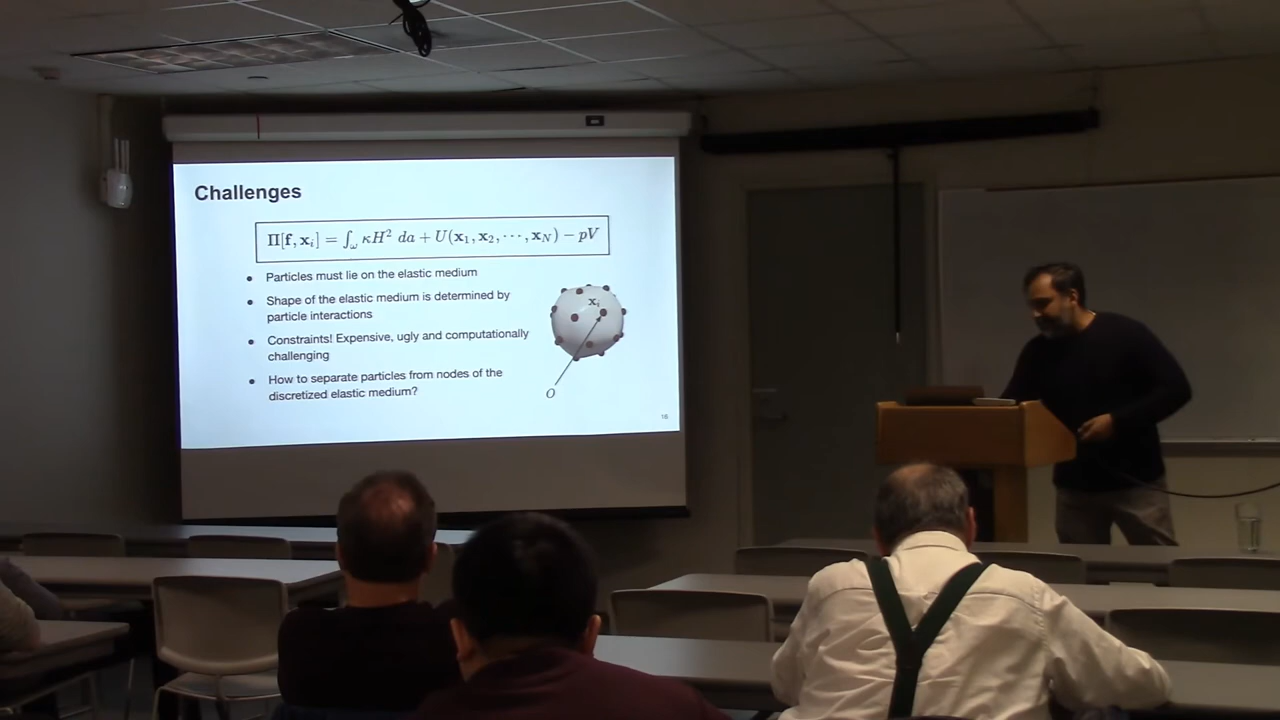 Challenges
Π[f, xᵢ] = ∫_ω κH² da + U(x₁, x₂, ⋯, x_N) − pV
● Particles must lie on the elastic medium
● Shape of the elastic medium is determined by
particle interactions
● Constraints! Expensive, ugly and computationally
challenging
● How to separate particles from nodes of the
discretized elastic medium?
xᵢ
O
16